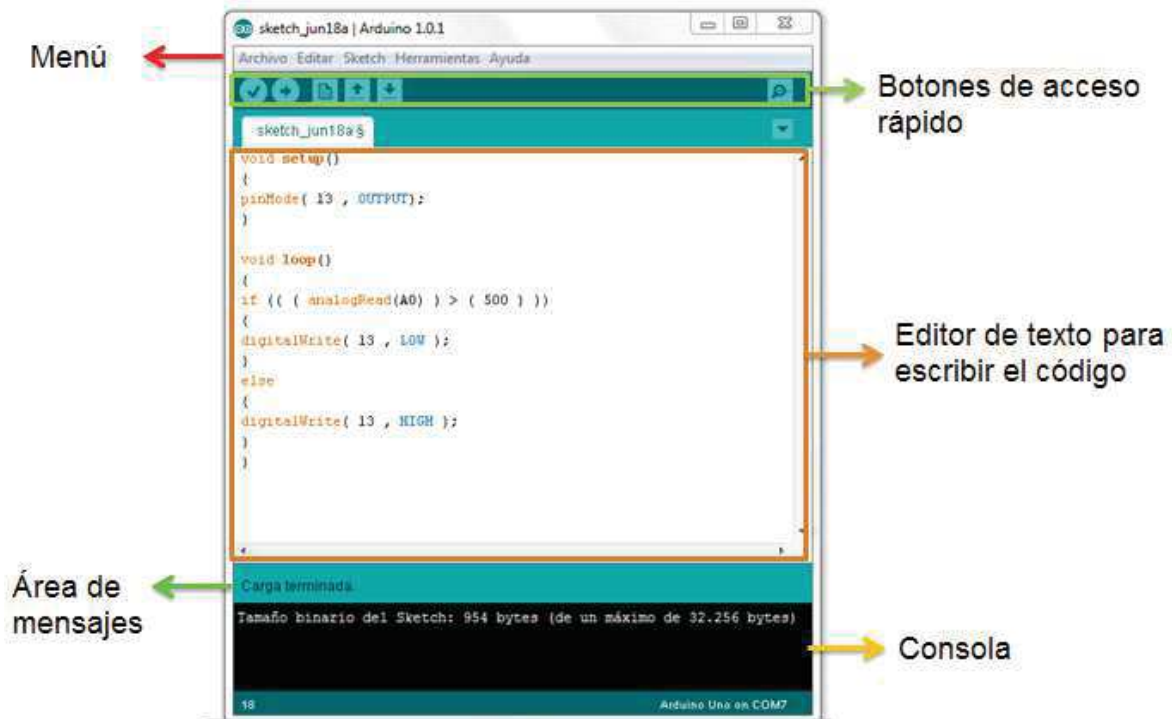 sketch_jun18a | Arduino 1.0.1
Menú
Archivo Editar Sketch Herramientas Ayuda
Botones de acceso
rápido
sketch_jun18a §
void setup()
{
pinMode( 13 , OUTPUT);
}
void loop()
{
if (( ( analogRead(A0) ) > ( 500 ) ))
{
digitalWrite( 13 , LOW );
}
else
{
digitalWrite( 13 , HIGH );
}
}
Editor de texto para
escribir el código
Área de
mensajes
Carga terminada.
Tamaño binario del Sketch: 954 bytes (de un máximo de 32.256 bytes)
Consola
18
Arduino Uno on COM7